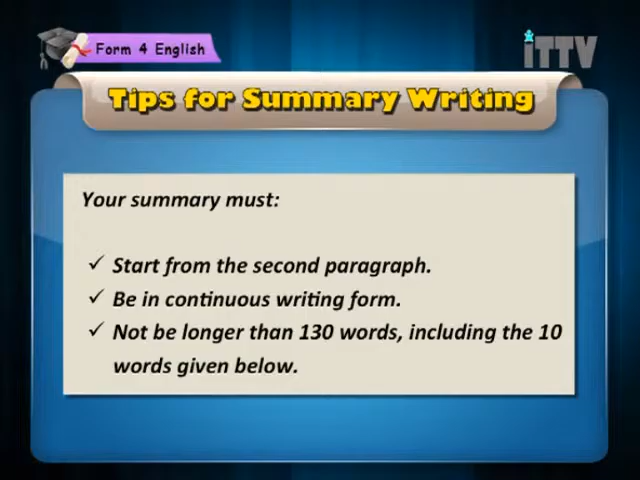 Form 4 English
iTTV
Tips for Summary Writing
Your summary must:
✓ Start from the second paragraph.
✓ Be in continuous writing form.
✓ Not be longer than 130 words, including the 10
words given below.